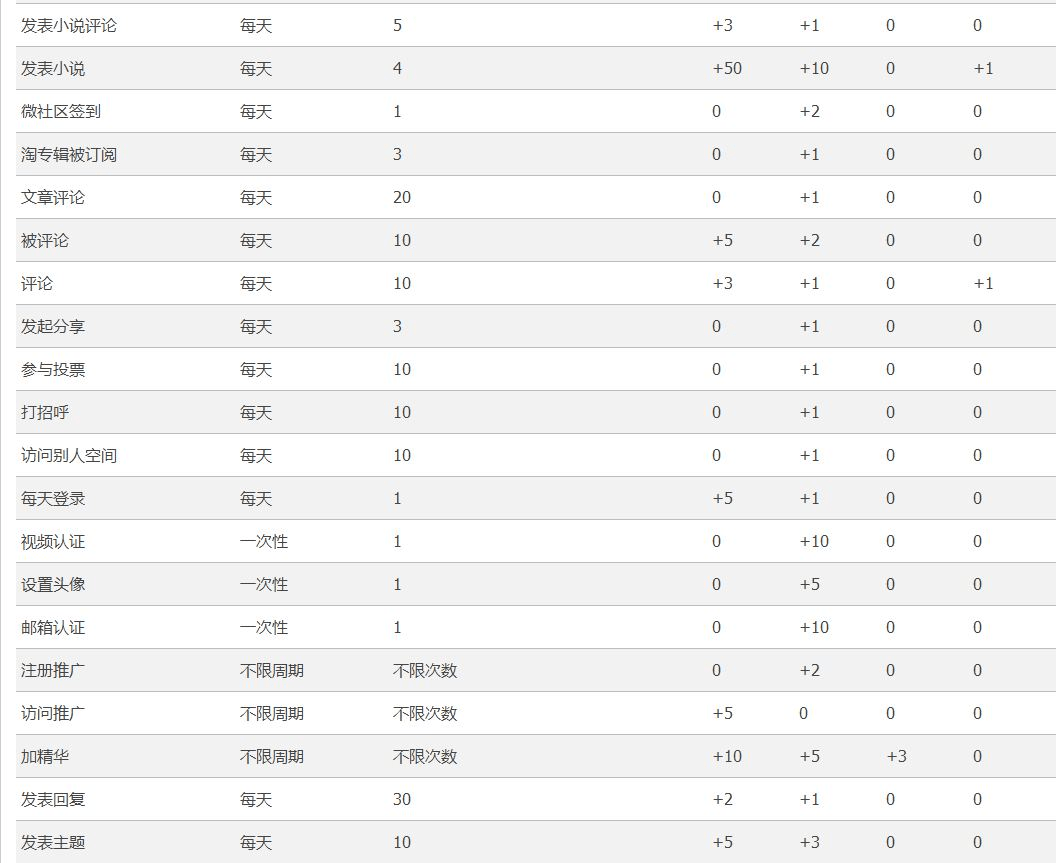 发表小说评论 每天 5 +3 +1 0 0
发表小说 每天 4 +50 +10 0 +1
微社区签到 每天 1 0 +2 0 0
淘专辑被订阅 每天 3 0 +1 0 0
文章评论 每天 20 0 +1 0 0
被评论 每天 10 +5 +2 0 0
评论 每天 10 +3 +1 0 +1
发起分享 每天 3 0 +1 0 0
参与投票 每天 10 0 +1 0 0
打招呼 每天 10 0 +1 0 0
访问别人空间 每天 10 0 +1 0 0
每天登录 每天 1 +5 +1 0 0
视频认证 一次性 1 0 +10 0 0
设置头像 一次性 1 0 +5 0 0
邮箱认证 一次性 1 0 +10 0 0
注册推广 不限周期 不限次数 0 +2 0 0
访问推广 不限周期 不限次数 +5 0 0 0
加精华 不限周期 不限次数 +10 +5 +3 0
发表回复 每天 30 +2 +1 0 0
发表主题 每天 10 +5 +3 0 0